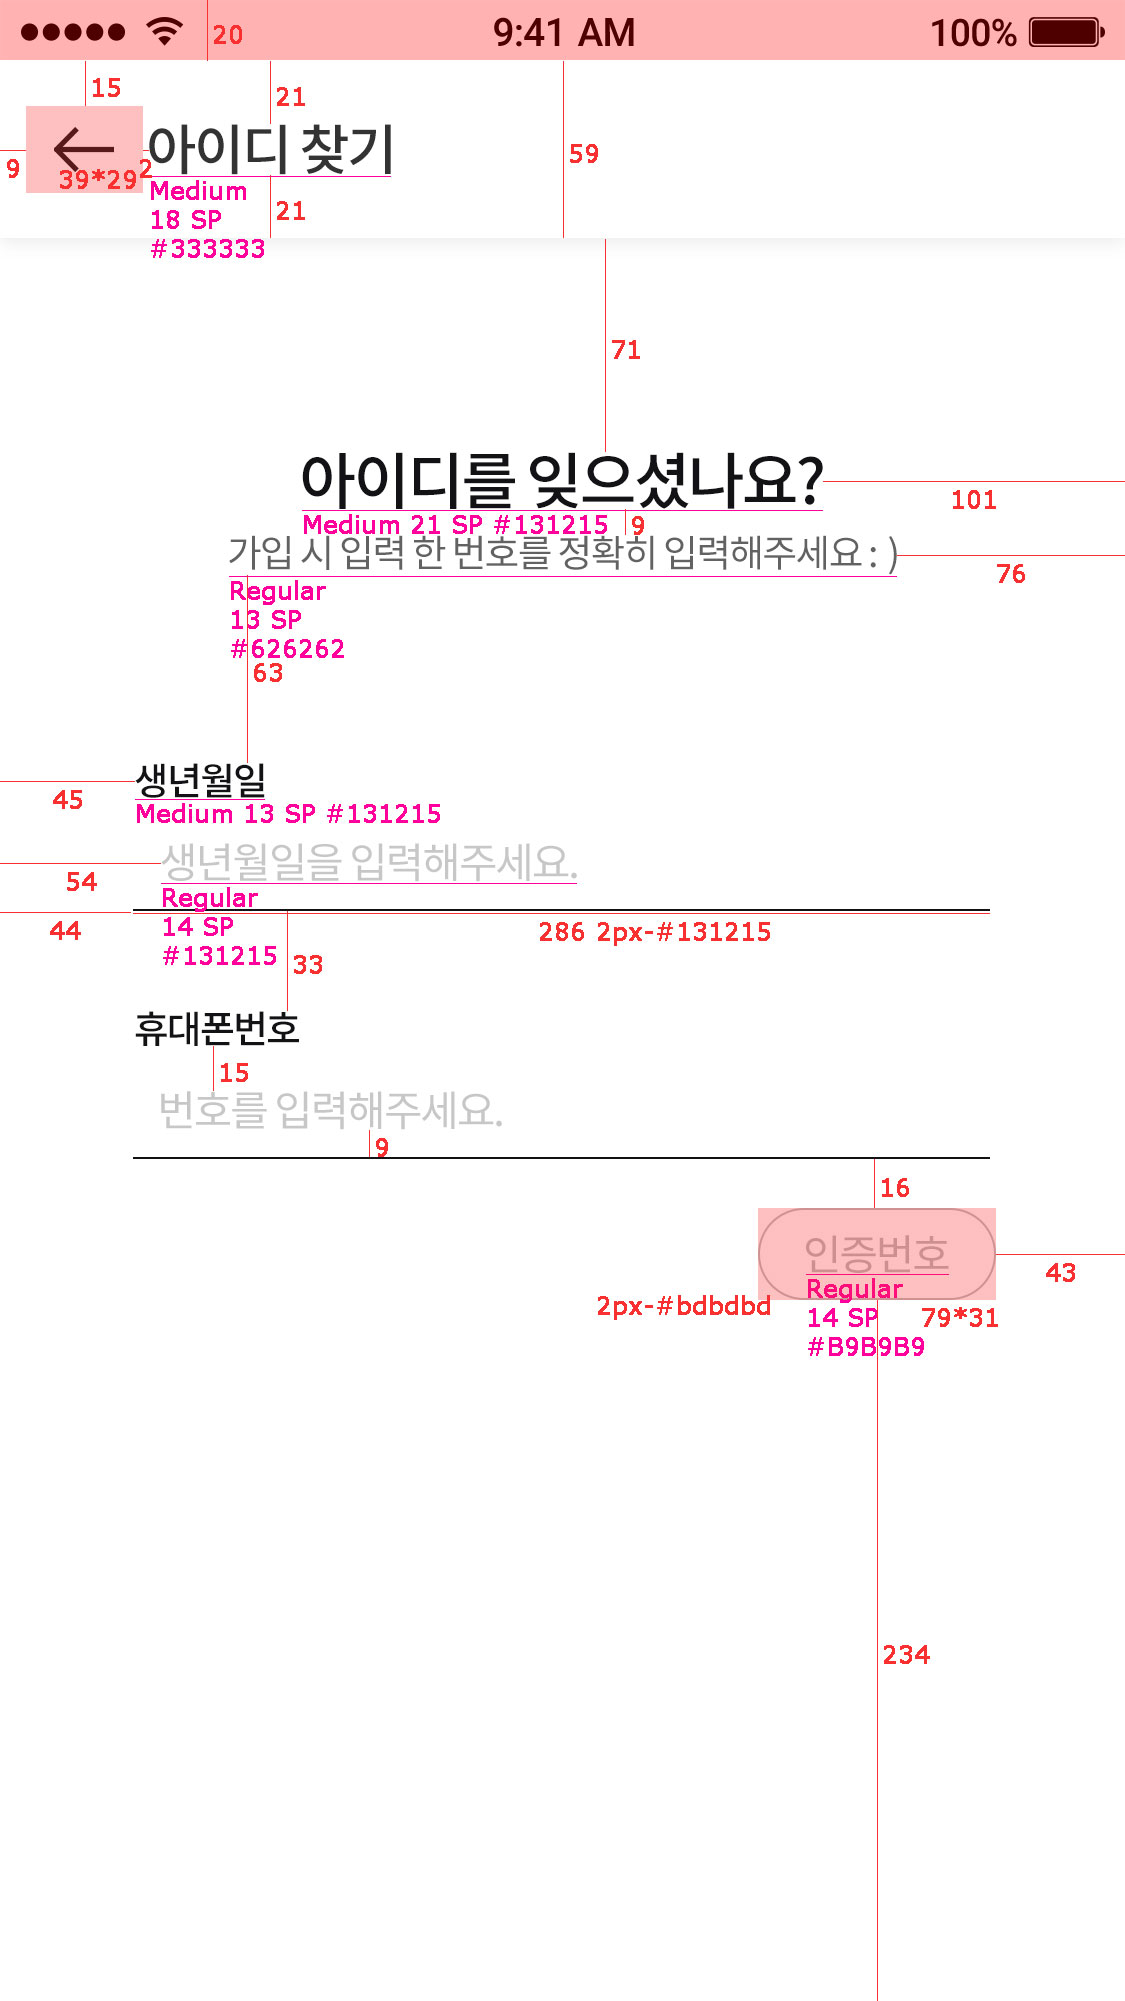 20
9:41 AM
100%
15
21
9
39*29
2
아이디 찾기
59
Medium
18 SP
#333333
21
71
아이디를 잊으셨나요?
101
Medium 21 SP #131215
9
가입 시 입력 한 번호를 정확히 입력해주세요 : )
76
Regular
13 SP
#626262
63
생년월일
45
Medium 13 SP #131215
생년월일을 입력해주세요.
54
Regular
14 SP
#131215
44
286 2px-#131215
33
휴대폰번호
15
번호를 입력해주세요.
9
16
인증번호
43
Regular
14 SP
#B9B9B9
2px-#bdbdbd
79*31
234